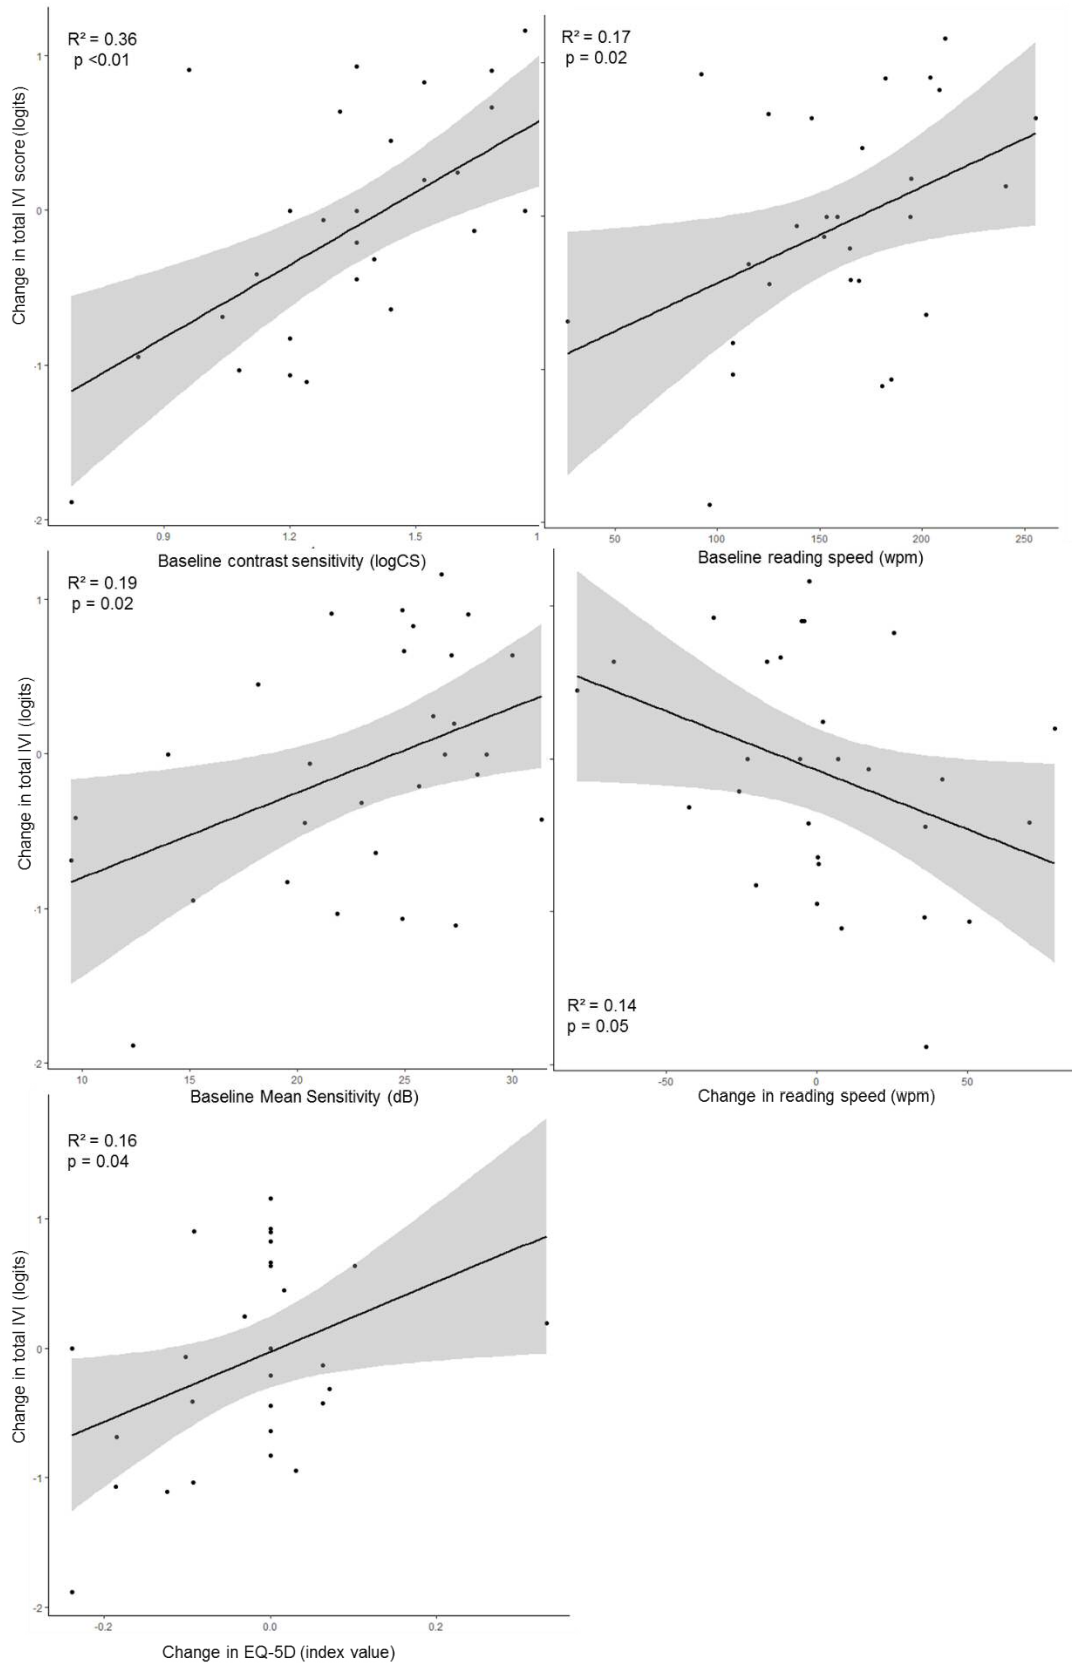 R² = 0.36
p <0.01
Change in total IVI score (logits)
1
0
-1
-2
0.9
1.2
1.5
1
Baseline contrast sensitivity (logCS)
R² = 0.17
p = 0.02
50
100
150
200
250
Baseline reading speed (wpm)
R² = 0.19
p = 0.02
Change in total IVI (logits)
1
0
-1
-2
10
15
20
25
30
Baseline Mean Sensitivity (dB)
R² = 0.14
p = 0.05
-50
0
50
Change in reading speed (wpm)
R² = 0.16
p = 0.04
Change in total IVI (logits)
1
0
-1
-2
-0.2
0.0
0.2
Change in EQ-5D (index value)